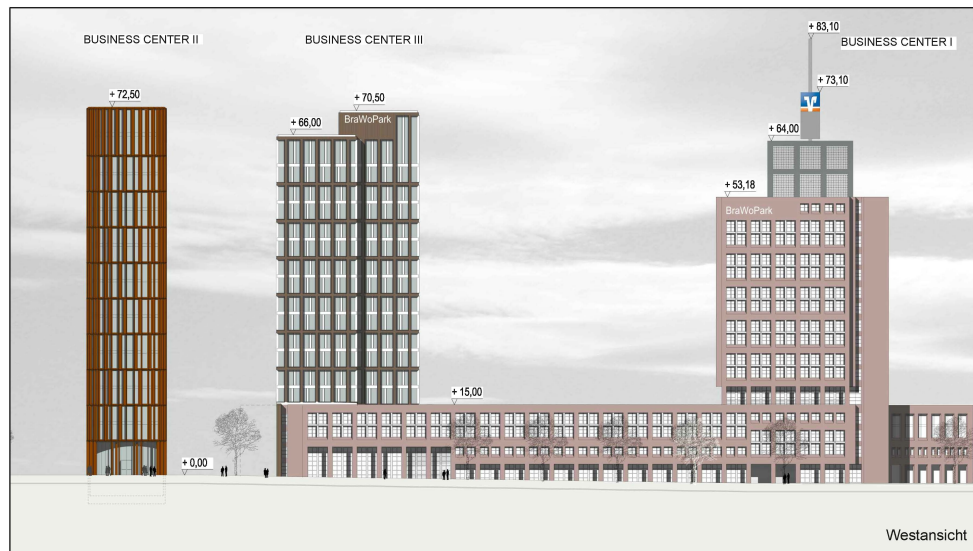 BUSINESS CENTER II
BUSINESS CENTER III
BUSINESS CENTER I
+ 83,10
+ 73,10
+ 72,50
+ 70,50
BraWoPark
+ 66,00
+ 64,00
+ 53,18
BraWoPark
+ 15,00
+ 0,00
Westansicht